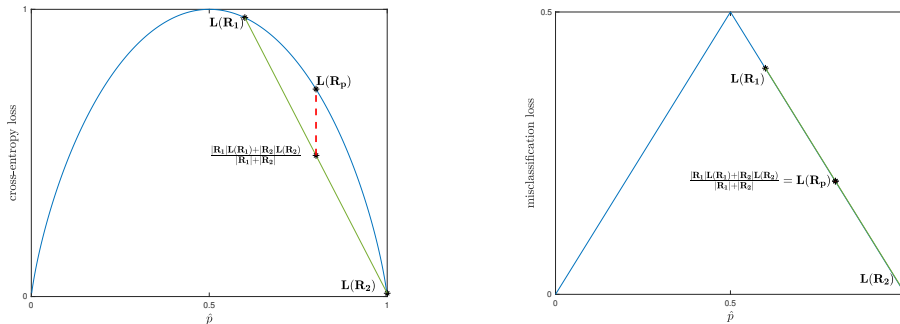 1
L(R₁)
L(Rₚ)
cross-entropy loss
|R₁|L(R₁)+|R₂|L(R₂)
|R₁|+|R₂|
L(R₂)
0
0
0.5
1
p̂
0.5
L(R₁)
misclassification loss
|R₁|L(R₁)+|R₂|L(R₂)
|R₁|+|R₂|
= L(Rₚ)
L(R₂)
0
0
0.5
p̂